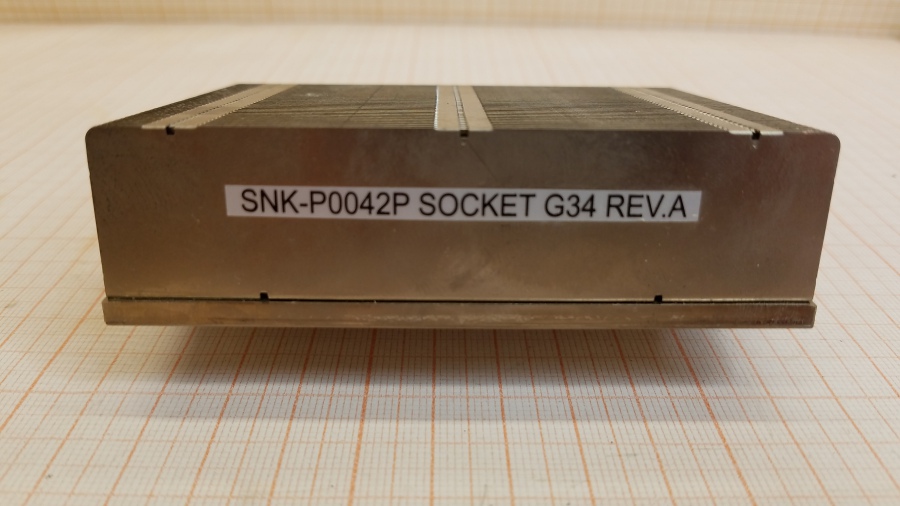 SNK-P0042P SOCKET G34 REV.A